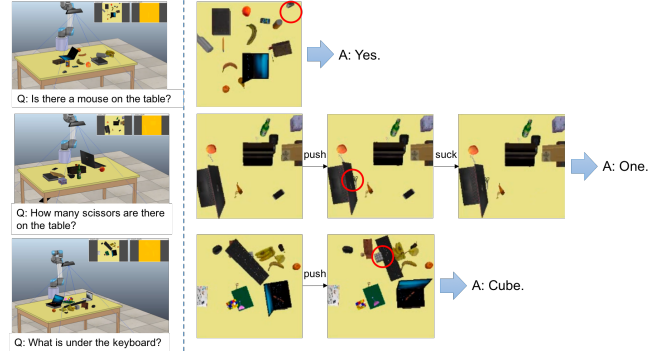 Q: Is there a mouse on the table?
A: Yes.
Q: How many scissors are there
on the table?
push
suck
A: One.
Q: What is under the keyboard?
push
A: Cube.